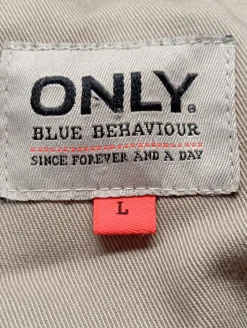 ONLY®
BLUE BEHAVIOUR
SINCE FOREVER AND A DAY
L